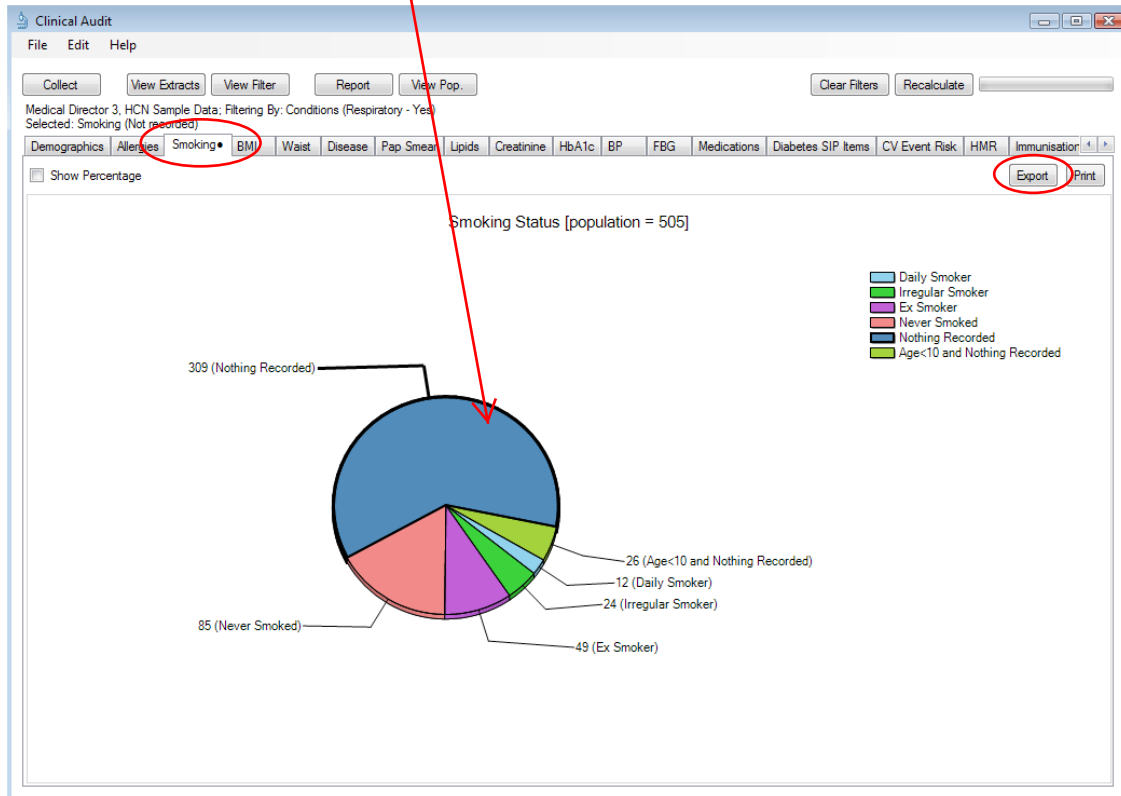 Clinical Audit
File Edit Help
Collect View Extracts View Filter Report View Pop. Clear Filters Recalculate
Medical Director 3, HCN Sample Data; Filtering By: Conditions (Respiratory - Yes)
Selected: Smoking (Not recorded)
Demographics Allergies Smoking• BMI Waist Disease Pap Smear Lipids Creatinine HbA1c BP FBG Medications Diabetes SIP Items CV Event Risk HMR Immunisation
Show Percentage Export Print
Smoking Status [population = 505]
Daily Smoker
Irregular Smoker
Ex Smoker
Never Smoked
Nothing Recorded
Age<10 and Nothing Recorded
309 (Nothing Recorded)
26 (Age<10 and Nothing Recorded)
12 (Daily Smoker)
24 (Irregular Smoker)
85 (Never Smoked)
49 (Ex Smoker)